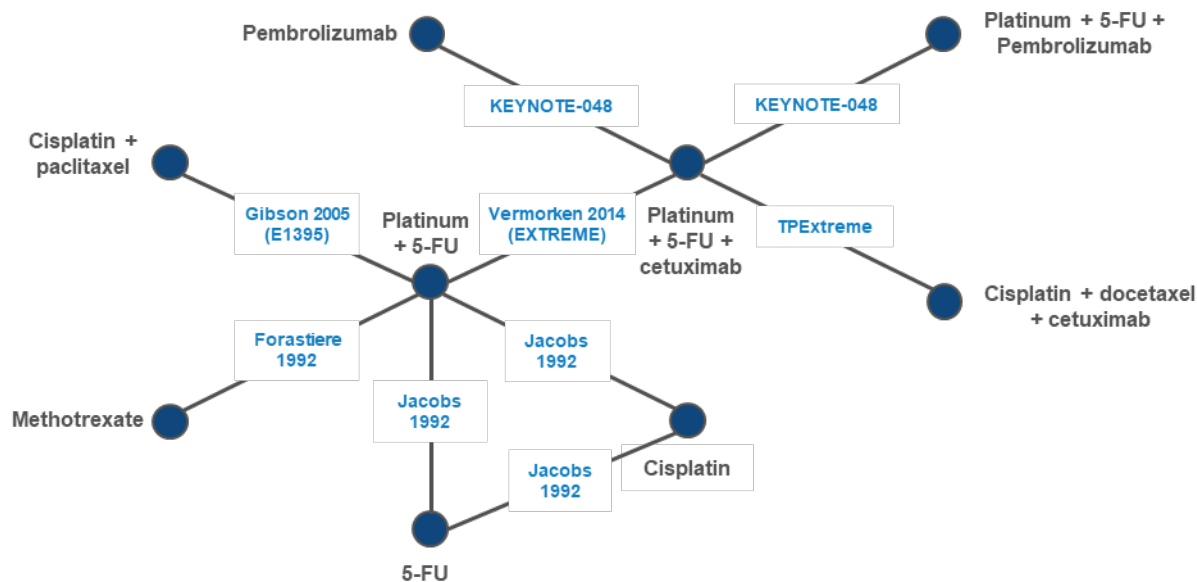 Pembrolizumab
Platinum + 5-FU +
Pembrolizumab
KEYNOTE-048
KEYNOTE-048
Cisplatin +
paclitaxel
Gibson 2005
(E1395)
Platinum
+ 5-FU
Vermorken 2014
(EXTREME)
Platinum
+ 5-FU +
cetuximab
TPExtreme
Cisplatin + docetaxel
+ cetuximab
Forastiere
1992
Jacobs
1992
Methotrexate
Jacobs
1992
Jacobs
1992
Cisplatin
5-FU